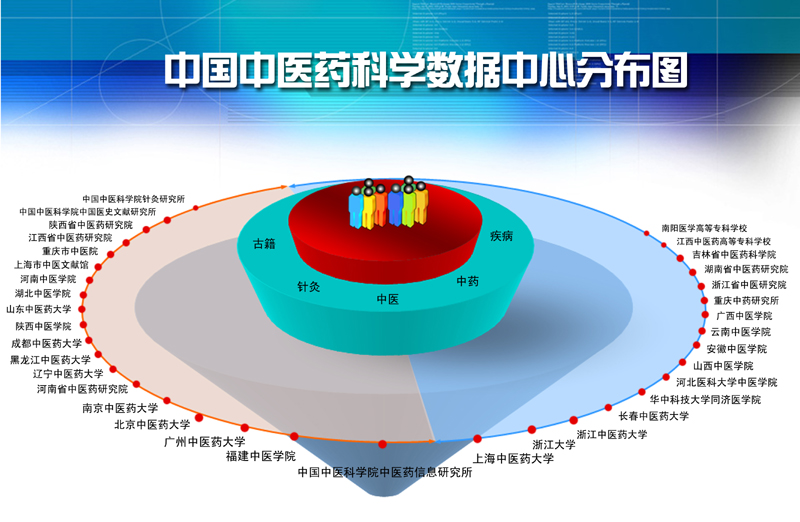 中国中医药科学数据中心分布图
古籍
针灸
中医
中药
疾病
中国中医科学院针灸研究所
中国中医科学院中国医史文献研究所
陕西省中医药研究院
江西省中医药研究院
重庆市中医院
上海市中医文献馆
河南中医学院
湖北中医学院
山东中医药大学
陕西中医学院
成都中医药大学
黑龙江中医药大学
辽宁中医药大学
河南省中医药研究院
南京中医药大学
北京中医药大学
广州中医药大学
福建中医学院
中国中医科学院中医药信息研究所
上海中医药大学
浙江大学
浙江中医药大学
长春中医药大学
华中科技大学同济医学院
河北医科大学中医学院
山西中医学院
安徽中医学院
云南中医学院
广西中医学院
重庆中药研究所
浙江省中医研究院
湖南省中医药研究院
吉林省中医药科学院
江西中医药高等专科学校
南阳医学高等专科学校